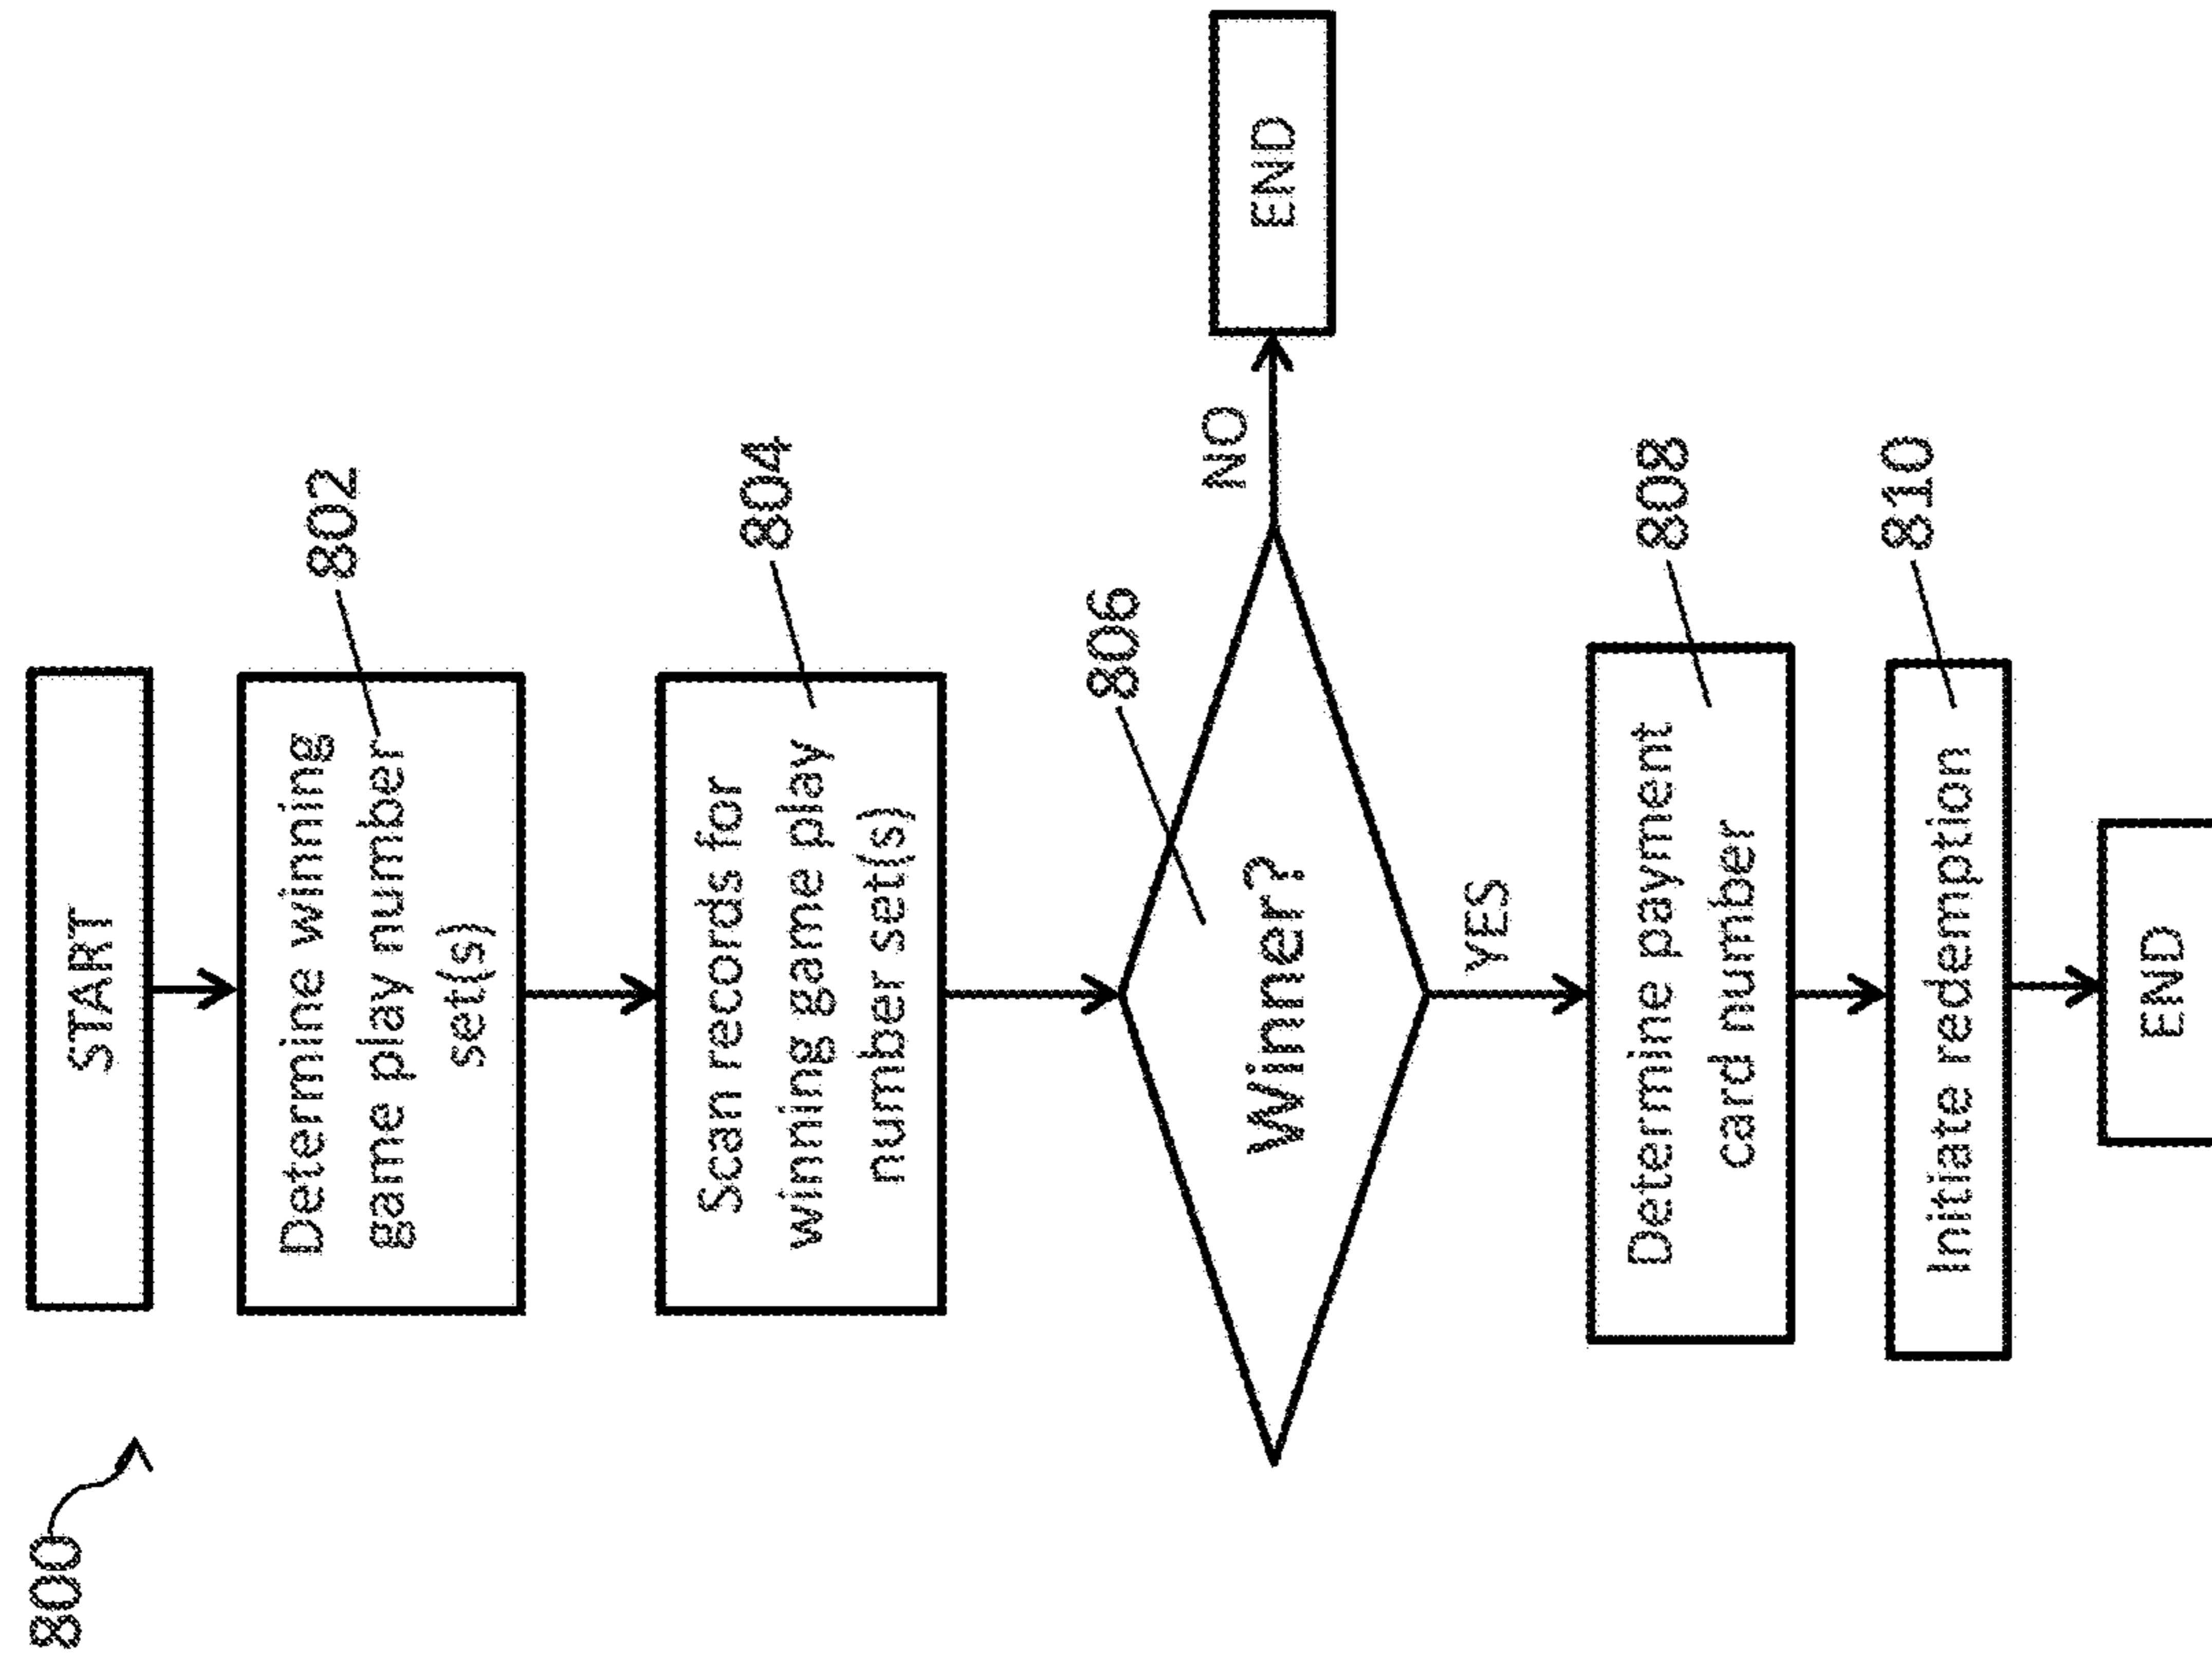 800
START
Determine winning
game play number
set(s)
802
Scan records for
winning game play
number set(s)
804
806
Winner?
NO
END
YES
Determine payment
card number
808
Initiate redemption
810
END